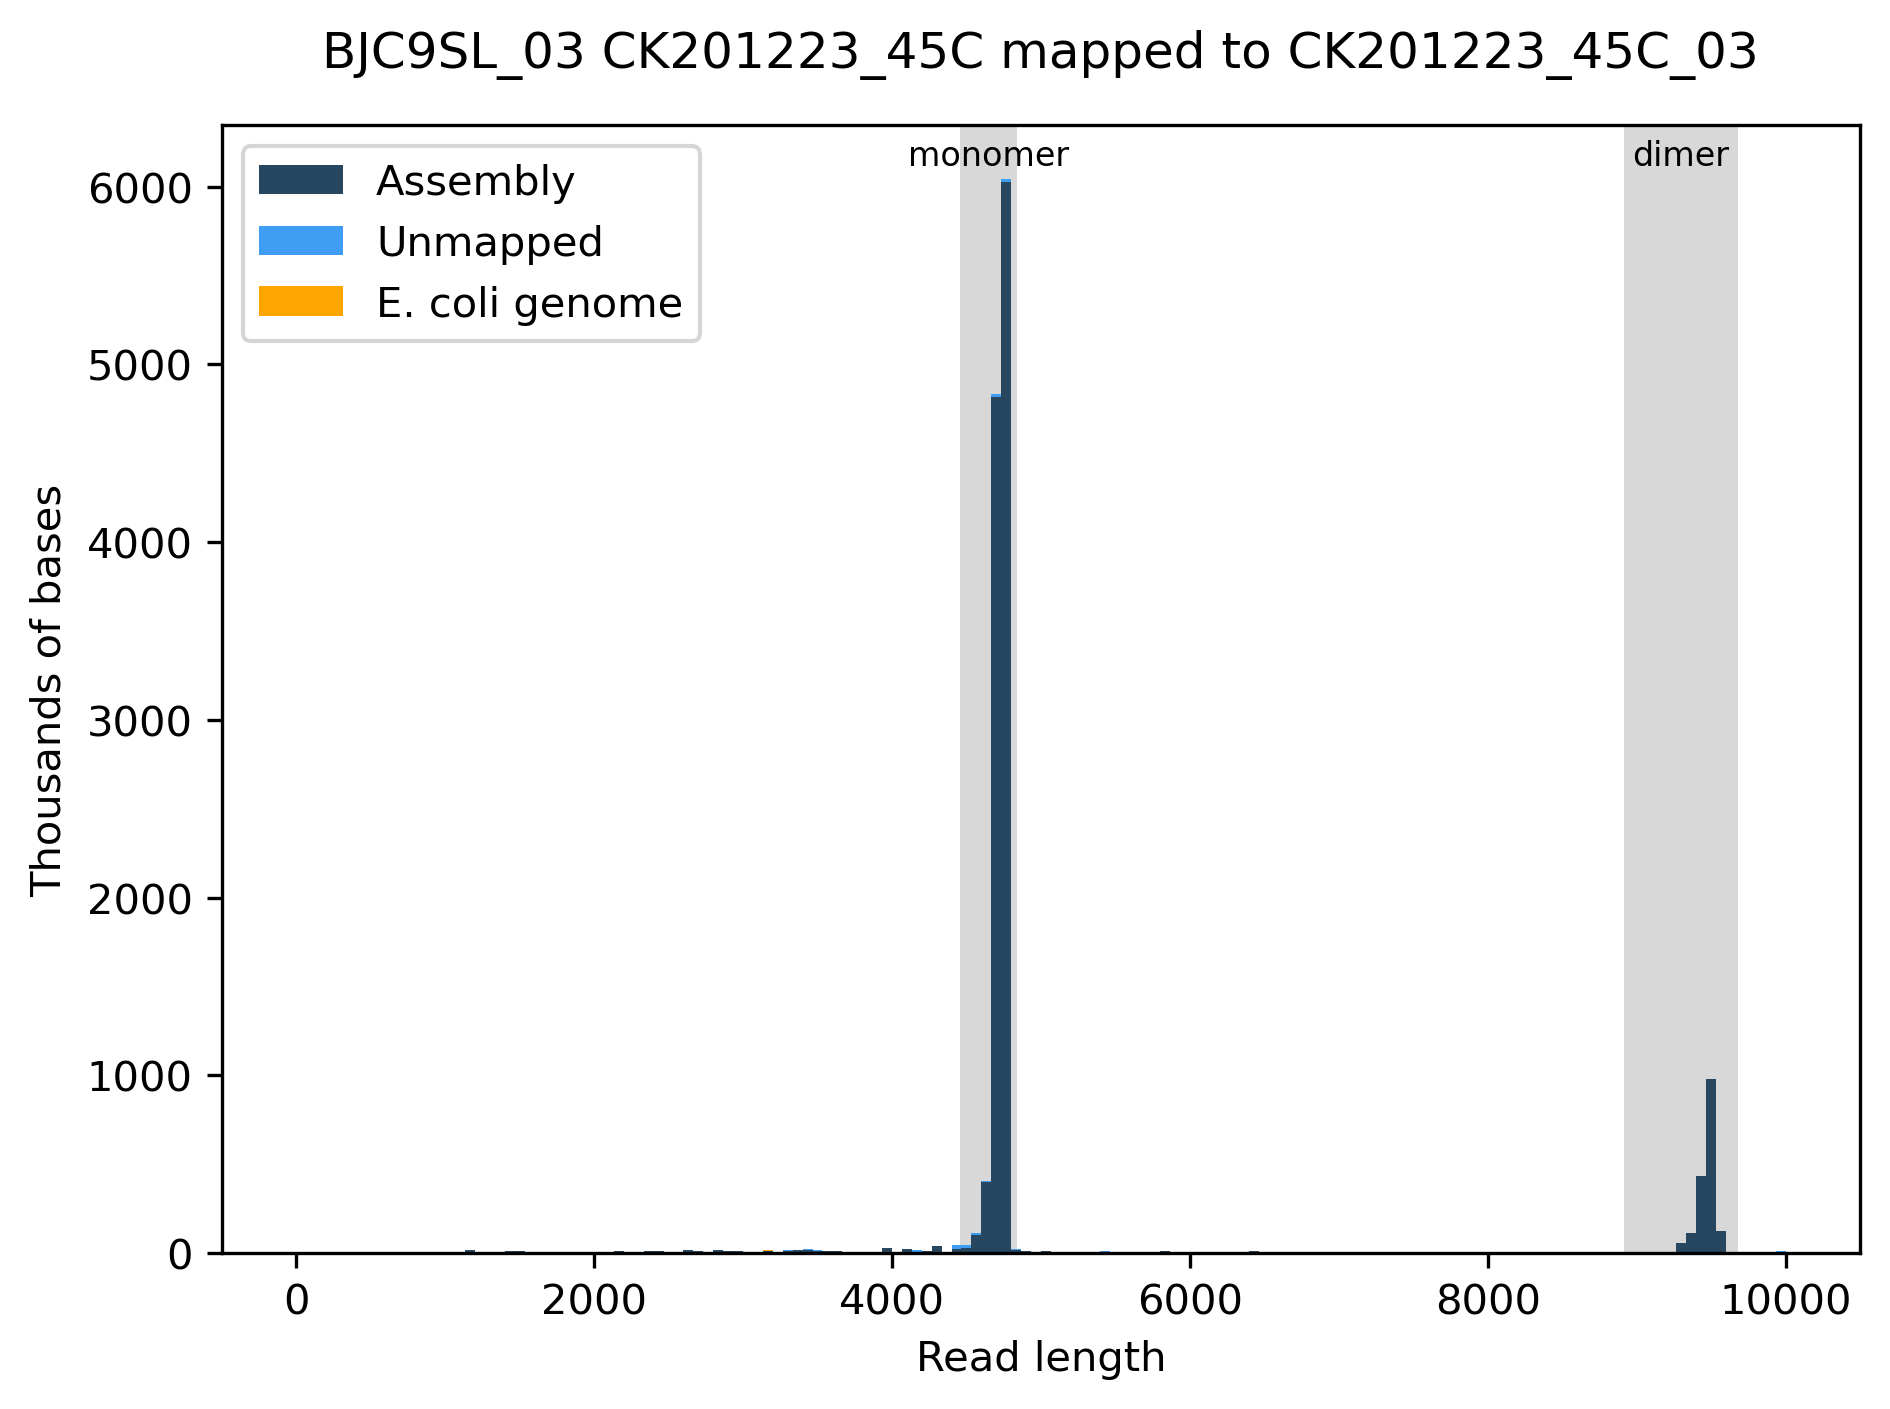 BJC9SL_03 CK201223_45C mapped to CK201223_45C_03
monomer
dimer
Assembly
Unmapped
E. coli genome
6000
5000
4000
3000
2000
1000
0
Thousands of bases
0 2000 4000 6000 8000 10000
Read length